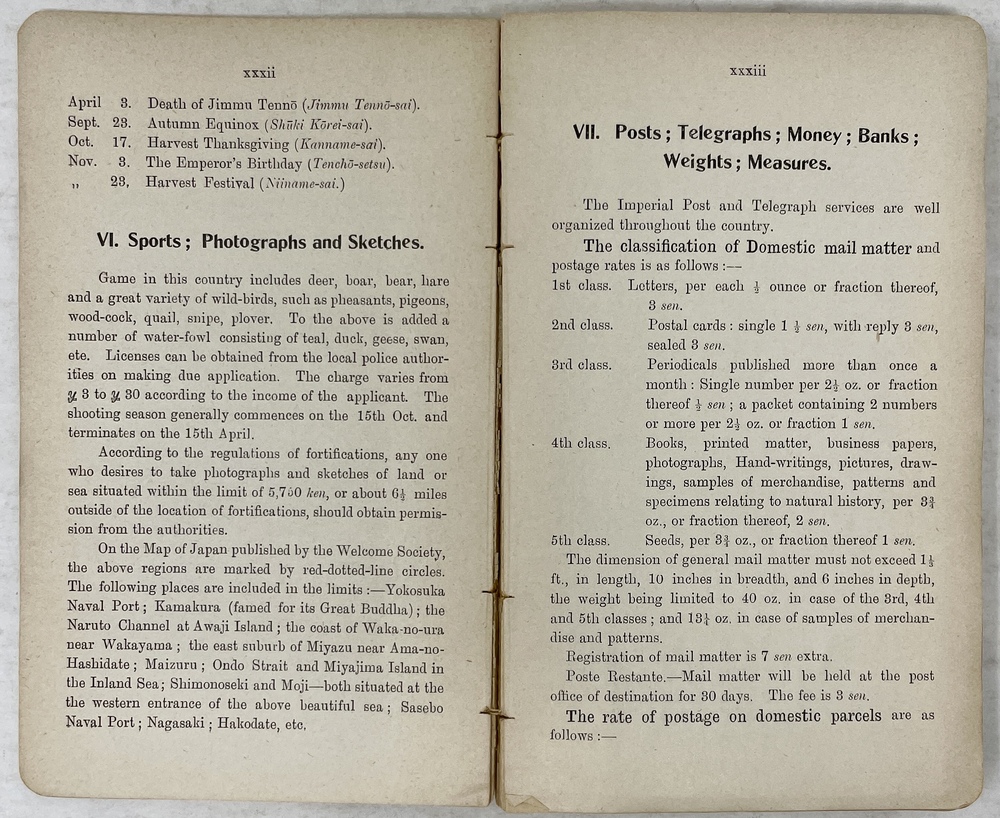 xxxii
April 3. Death of Jimmu Tennō (Jimmu Tennō-sai).
Sept. 23. Autumn Equinox (Shūki Kōrei-sai).
Oct. 17. Harvest Thanksgiving (Kanname-sai).
Nov. 3. The Emperor's Birthday (Tenchō-setsu).
„ 23, Harvest Festival (Niiname-sai.)
VI. Sports; Photographs and Sketches.
Game in this country includes deer, boar, bear, hare
and a great variety of wild-birds, such as pheasants, pigeons,
wood-cock, quail, snipe, plover. To the above is added a
number of water-fowl consisting of teal, duck, geese, swan,
etc. Licenses can be obtained from the local police author-
ities on making due application. The charge varies from
¥ 3 to ¥ 30 according to the income of the applicant. The
shooting season generally commences on the 15th Oct. and
terminates on the 15th April.
According to the regulations of fortifications, any one
who desires to take photographs and sketches of land or
sea situated within the limit of 5,750 ken, or about 6½ miles
outside of the location of fortifications, should obtain permis-
sion from the authorities.
On the Map of Japan published by the Welcome Society,
the above regions are marked by red-dotted-line circles.
The following places are included in the limits :—Yokosuka
Naval Port; Kamakura (famed for its Great Buddha); the
Naruto Channel at Awaji Island; the coast of Waka-no-ura
near Wakayama; the east suburb of Miyazu near Ama-no-
Hashidate; Maizuru; Ondo Strait and Miyajima Island in
the Inland Sea; Shimonoseki and Moji—both situated at the
the western entrance of the above beautiful sea; Sasebo
Naval Port; Nagasaki; Hakodate, etc.
xxxiii
VII. Posts; Telegraphs; Money; Banks;
Weights; Measures.
The Imperial Post and Telegraph services are well
organized throughout the country.
The classification of Domestic mail matter and
postage rates is as follows :—
1st class. Letters, per each ½ ounce or fraction thereof,
3 sen.
2nd class. Postal cards : single 1 ½ sen, with reply 3 sen,
sealed 3 sen.
3rd class. Periodicals published more than once a
month : Single number per 2½ oz. or fraction
thereof ½ sen; a packet containing 2 numbers
or more per 2½ oz. or fraction 1 sen.
4th class. Books, printed matter, business papers,
photographs, Hand-writings, pictures, draw-
ings, samples of merchandise, patterns and
specimens relating to natural history, per 3¾
oz., or fraction thereof, 2 sen.
5th class. Seeds, per 3¾ oz., or fraction thereof 1 sen.
The dimension of general mail matter must not exceed 1¼
ft., in length, 10 inches in breadth, and 6 inches in depth,
the weight being limited to 40 oz. in case of the 3rd, 4th
and 5th classes; and 13¼ oz. in case of samples of merchan-
dise and patterns.
Registration of mail matter is 7 sen extra.
Poste Restante.—Mail matter will be held at the post
office of destination for 30 days. The fee is 3 sen.
The rate of postage on domestic parcels are as
follows :—